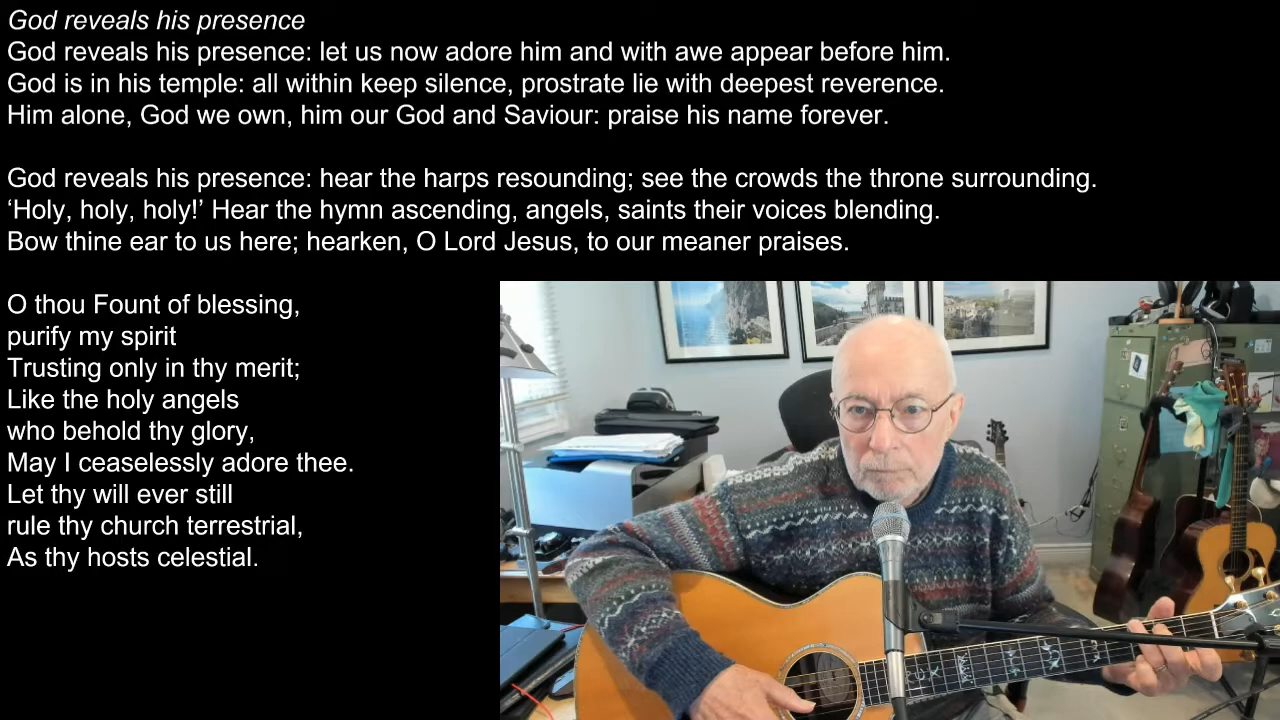 God reveals his presence
God reveals his presence: let us now adore him and with awe appear before him.
God is in his temple: all within keep silence, prostrate lie with deepest reverence.
Him alone, God we own, him our God and Saviour: praise his name forever.
God reveals his presence: hear the harps resounding; see the crowds the throne surrounding.
‘Holy, holy, holy!’ Hear the hymn ascending, angels, saints their voices blending.
Bow thine ear to us here; hearken, O Lord Jesus, to our meaner praises.
O thou Fount of blessing,
purify my spirit
Trusting only in thy merit;
Like the holy angels
who behold thy glory,
May I ceaselessly adore thee.
Let thy will ever still
rule thy church terrestrial,
As thy hosts celestial.